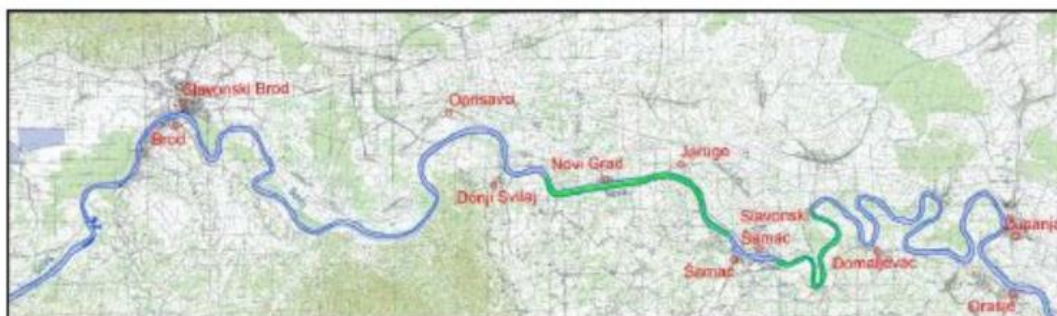 Slavonski Brod
Brod
Oprisavci
Donji Svilaj
Novi Grad
Jaruge
Slavonski
Šamac
Šamac
Domaljevac
Županja
Orašje